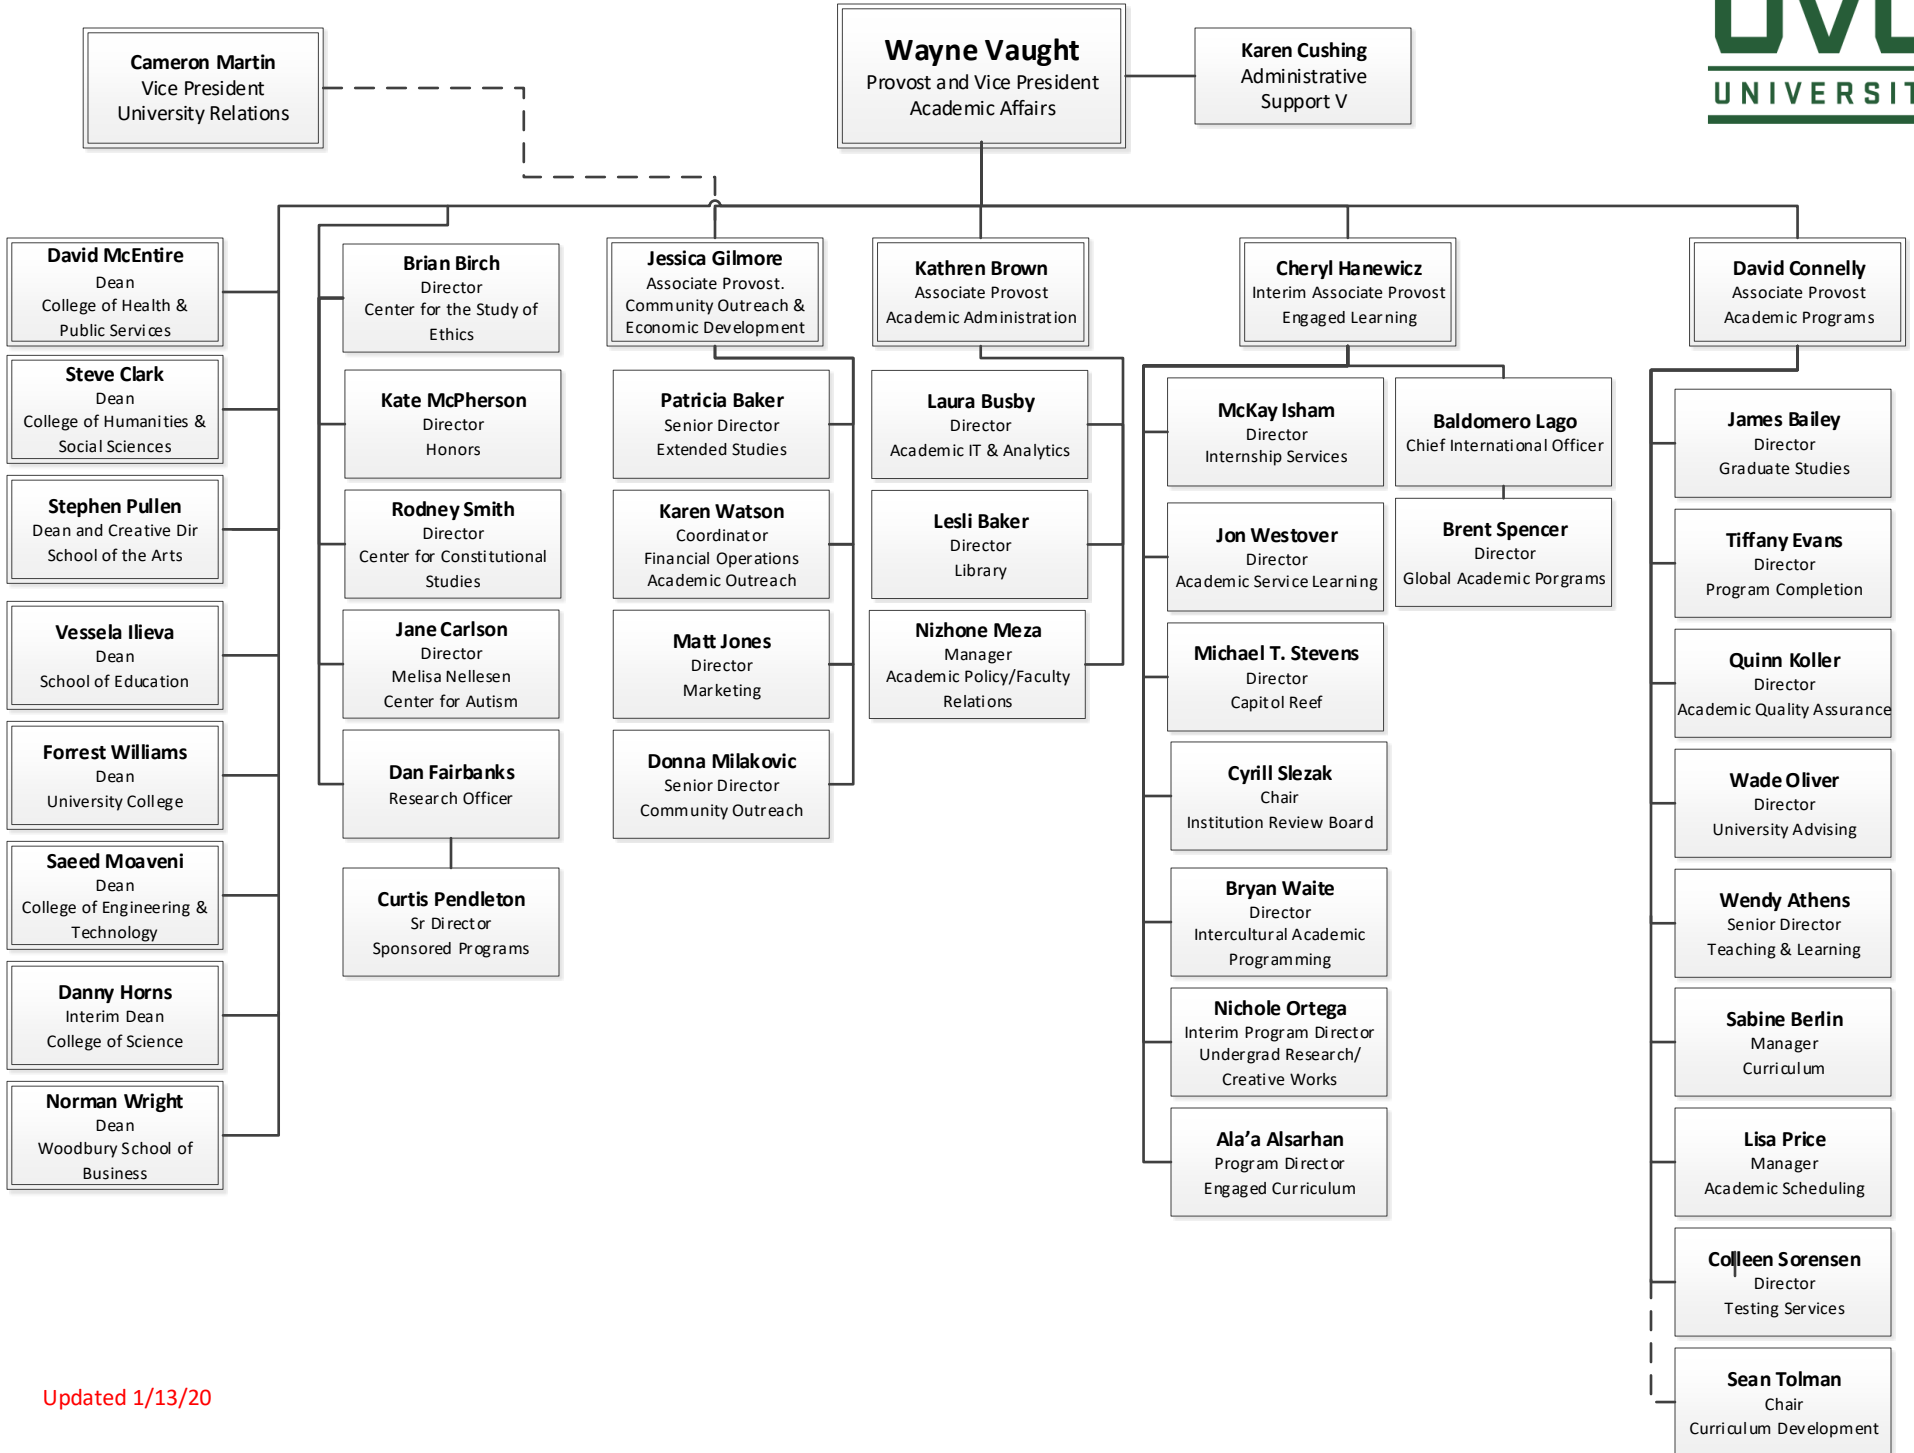 Cameron Martin
Vice President
University Relations
Wayne Vaught
Provost and Vice President
Academic Affairs
Karen Cushing
Administrative
Support V
David McEntire
Dean
College of Health &
Public Services
Steve Clark
Dean
College of Humanities &
Social Sciences
Stephen Pullen
Dean and Creative Dir
School of the Arts
Vessela Ilieva
Dean
School of Education
Forrest Williams
Dean
University College
Saeed Moaveni
Dean
College of Engineering &
Technology
Danny Horns
Interim Dean
College of Science
Norman Wright
Dean
Woodbury School of
Business
Brian Birch
Director
Center for the Study of
Ethics
Kate McPherson
Director
Honors
Rodney Smith
Director
Center for Constitutional
Studies
Jane Carlson
Director
Melisa Nellesen
Center for Autism
Dan Fairbanks
Research Officer
Curtis Pendleton
Sr Director
Sponsored Programs
Jessica Gilmore
Associate Provost.
Community Outreach &
Economic Development
Patricia Baker
Senior Director
Extended Studies
Karen Watson
Coordinator
Financial Operations
Academic Outreach
Matt Jones
Director
Marketing
Donna Milakovic
Senior Director
Community Outreach
Kathren Brown
Associate Provost
Academic Administration
Laura Busby
Director
Academic IT & Analytics
Lesli Baker
Director
Library
Nizhone Meza
Manager
Academic Policy/Faculty
Relations
Cheryl Hanewicz
Interim Associate Provost
Engaged Learning
McKay Isham
Director
Internship Services
Jon Westover
Director
Academic Service Learning
Michael T. Stevens
Director
Capitol Reef
Cyrill Slezak
Chair
Institution Review Board
Bryan Waite
Director
Intercultural Academic
Programming
Nichole Ortega
Interim Program Director
Undergrad Research/
Creative Works
Ala’a Alsarhan
Program Director
Engaged Curriculum
Baldomero Lago
Chief International Officer
Brent Spencer
Director
Global Academic Porgrams
David Connelly
Associate Provost
Academic Programs
James Bailey
Director
Graduate Studies
Tiffany Evans
Director
Program Completion
Quinn Koller
Director
Academic Quality Assurance
Wade Oliver
Director
University Advising
Wendy Athens
Senior Director
Teaching & Learning
Sabine Berlin
Manager
Curriculum
Lisa Price
Manager
Academic Scheduling
Colleen Sorensen
Director
Testing Services
Sean Tolman
Chair
Curriculum Development
Updated 1/13/20